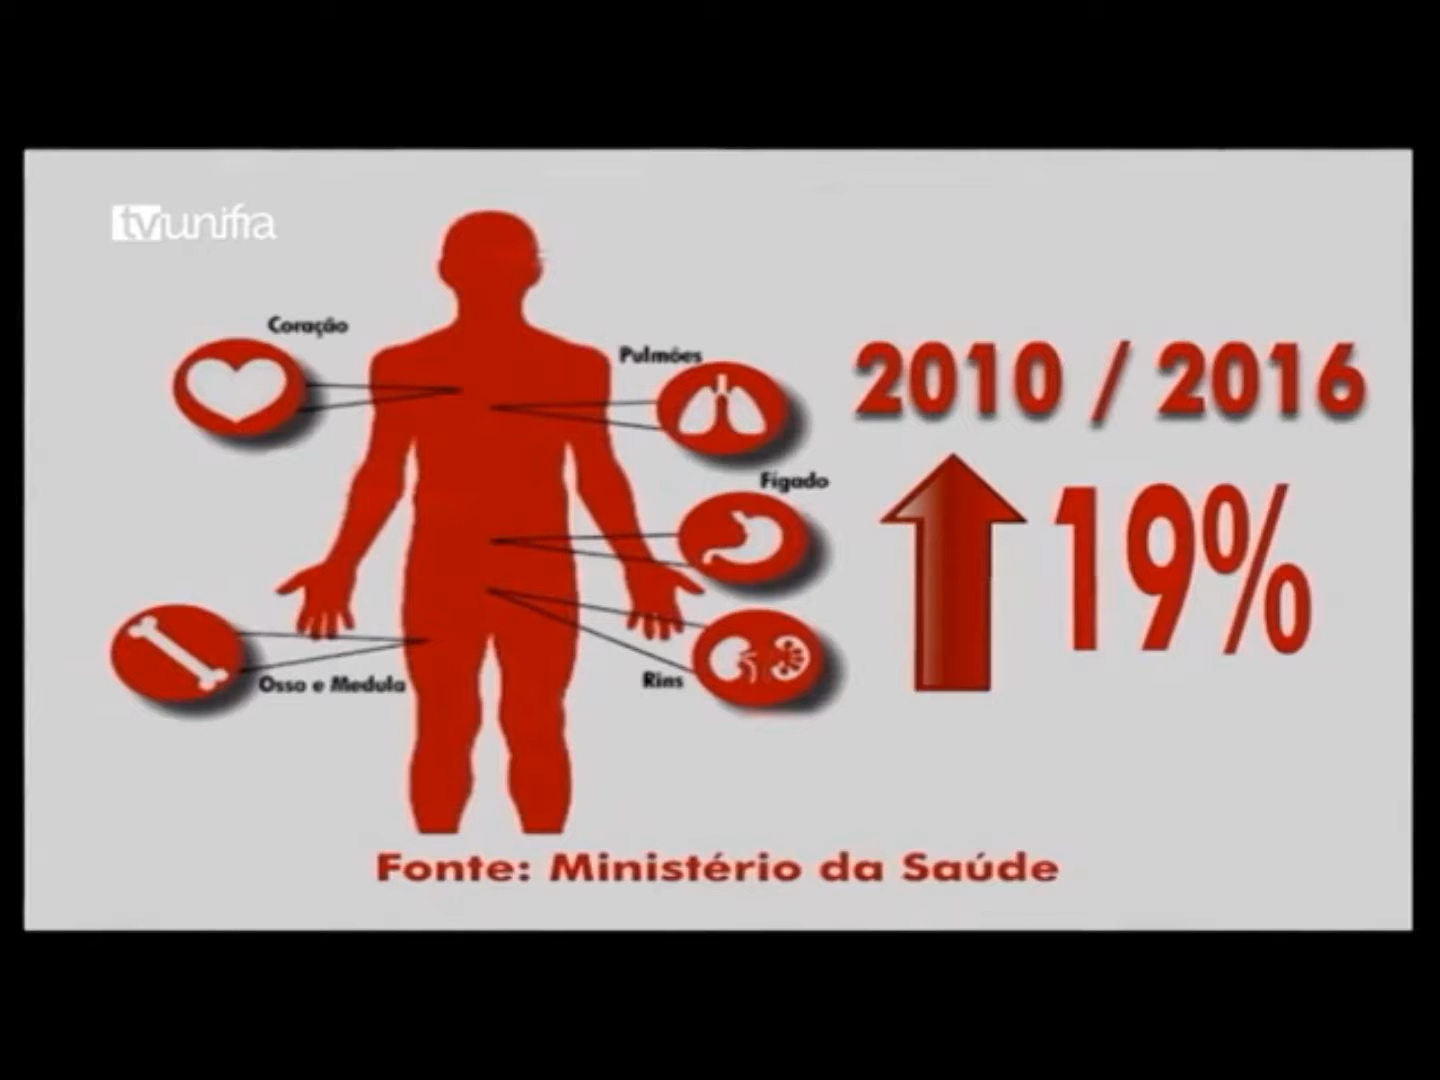 tvunifra
Coração
Pulmões
2010 / 2016
Fígado
19%
Osso e Medula
Rins
Fonte: Ministério da Saúde